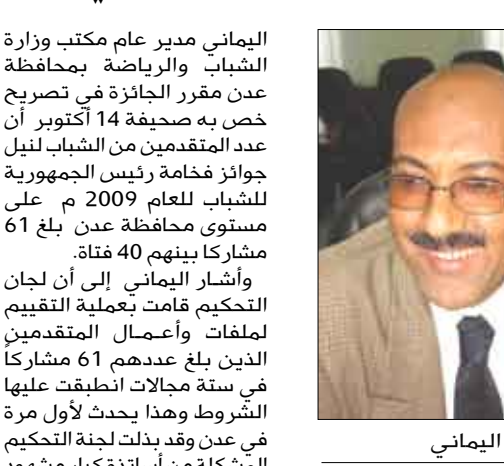 اليماني مدير عام مكتب وزارة
الشباب والرياضة بمحافظة
عدن مقرر الجائزة في تصريح
خص به صحيفة 14 أكتوبر أن
عدد المتقدمين من الشباب لنيل
جوائز فخامة رئيس الجمهورية
للشباب للعام 2009 م على
مستوى محافظة عدن بلغ 61
مشاركا بينهم 40 فتاة.
وأشار اليماني إلى أن لجان
التحكيم قامت بعملية التقييم
لملفات وأعمال المتقدمين
الذين بلغ عددهم 61 مشاركاً
في ستة مجالات انطبقت عليها
الشروط وهذا يحدث لأول مرة
في عدن وقد بذلت لجنة التحكيم
اليماني